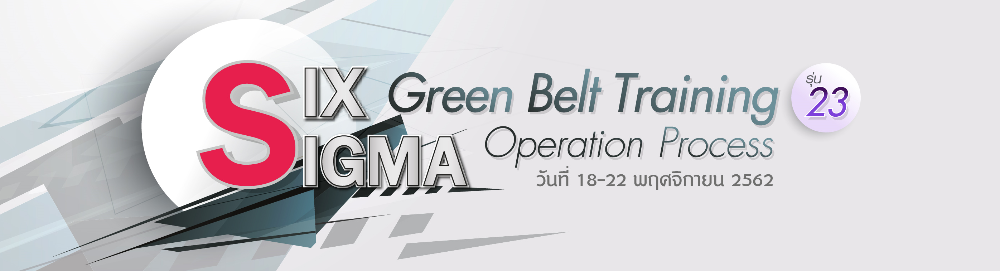 SIX
SIGMA
Green Belt Training
รุ่น
23
Operation Process
วันที่ 18-22 พฤศจิกายน 2562